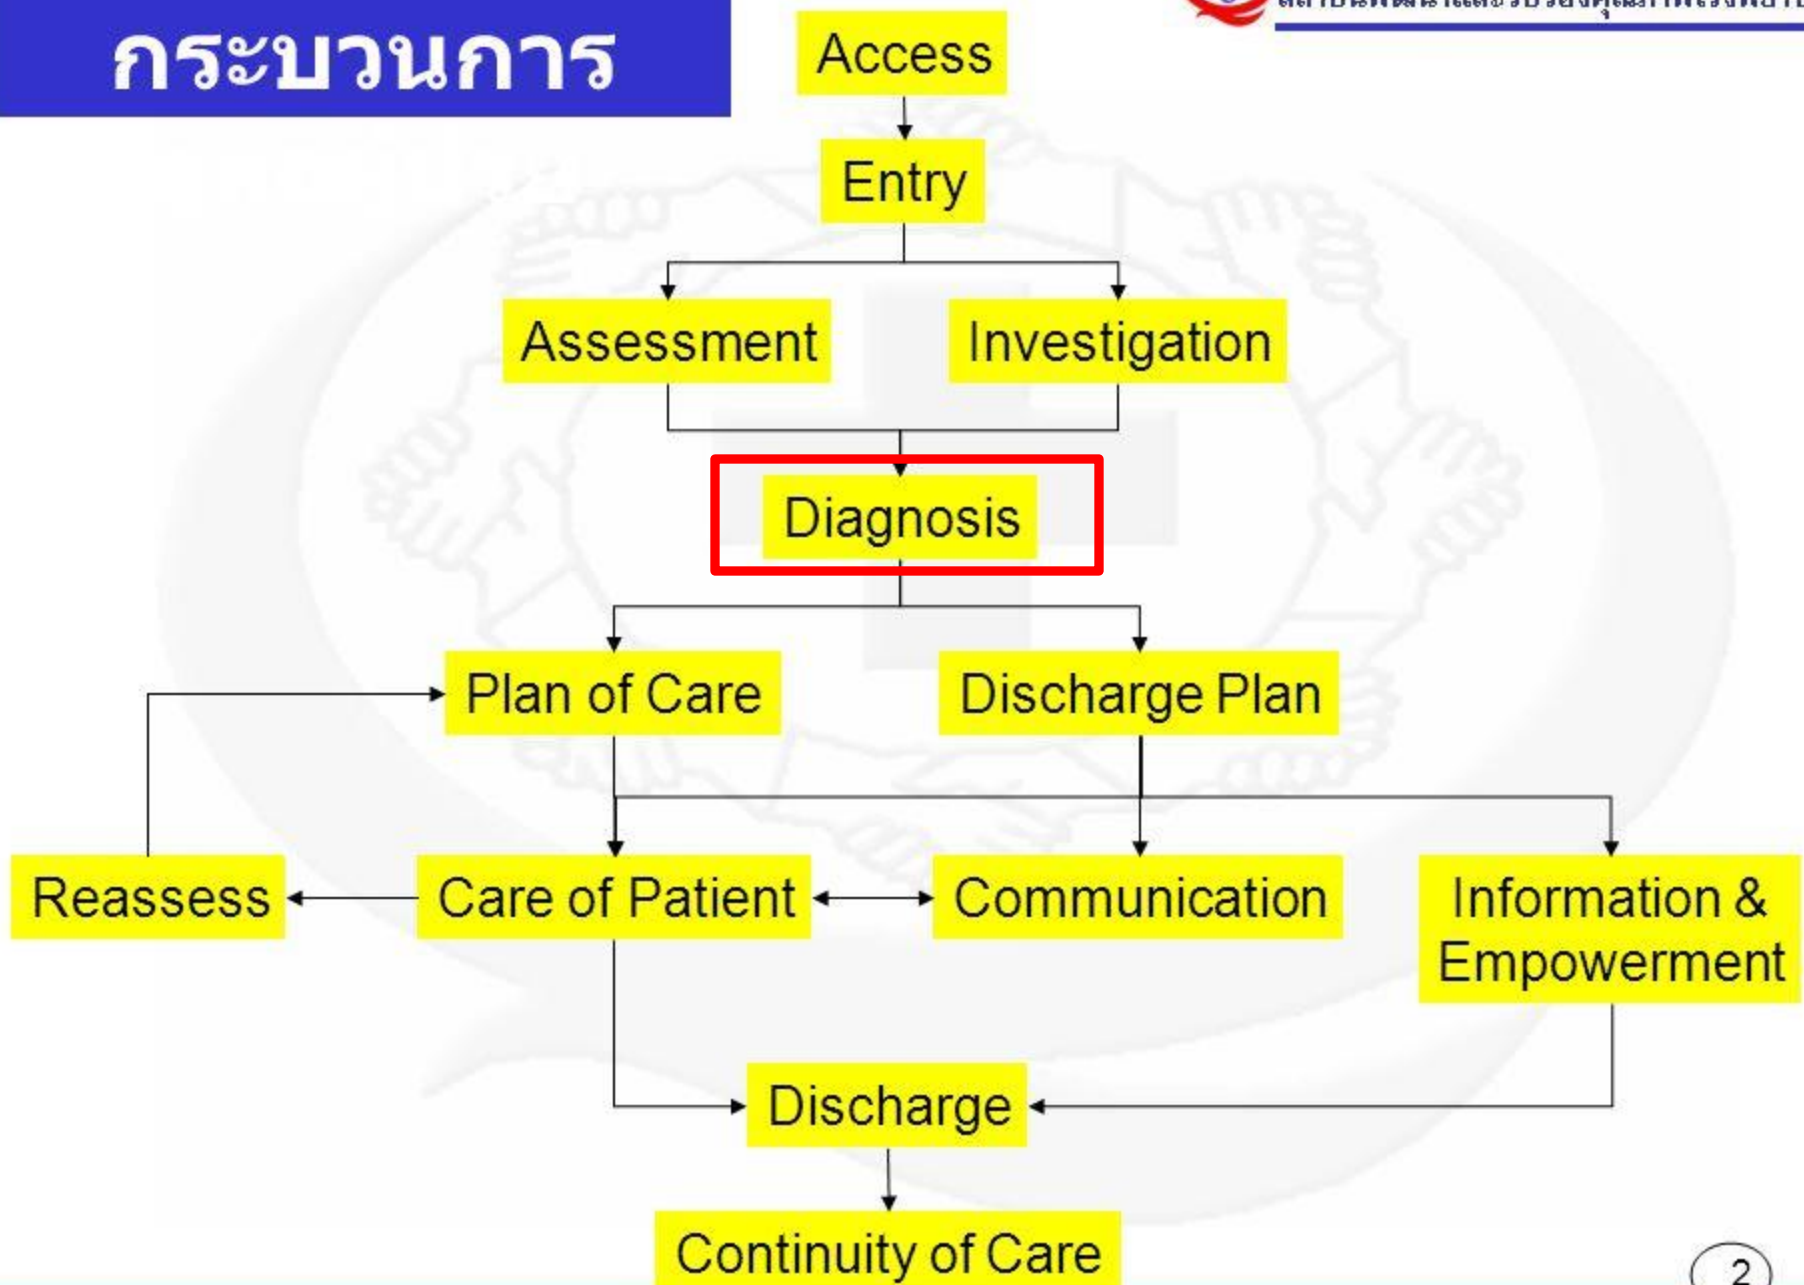 กระบวนการ
Access
Entry
Assessment
Investigation
Diagnosis
Plan of Care
Discharge Plan
Reassess
Care of Patient
Communication
Information &
Empowerment
Discharge
Continuity of Care
2